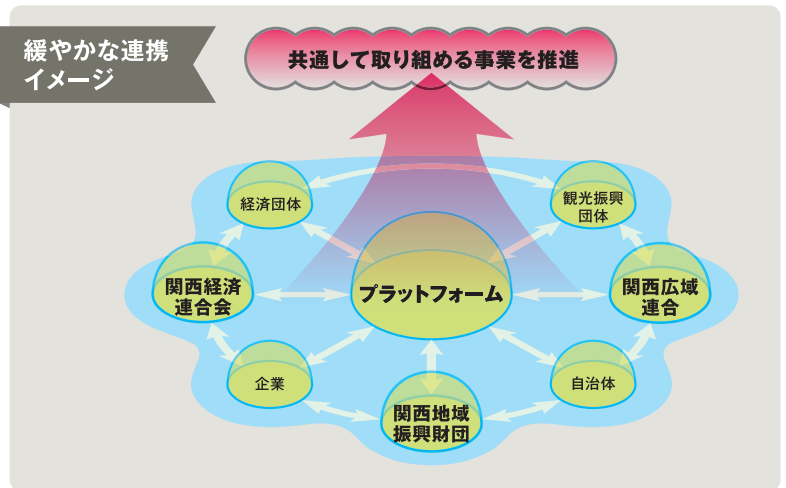 緩やかな連携
イメージ
共通して取り組める事業を推進
経済団体
観光振興
団体
関西経済
連合会
プラットフォーム
関西広域
連合
企業
自治体
関西地域
振興財団